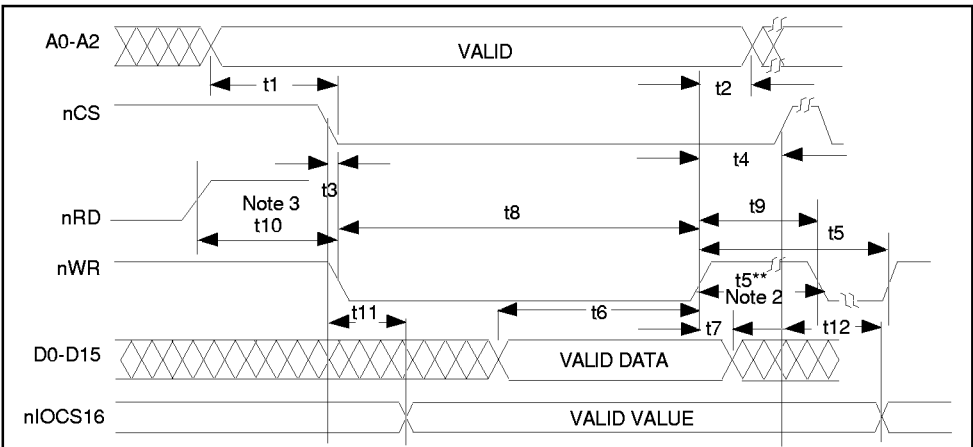 A0-A2
VALID
t1
t2
nCS
t3
t4
nRD
Note 3
t10
t8
t9
t5
nWR
t5**
Note 2
t11
t6
t7
t12
D0-D15
VALID DATA
nIOCS16
VALID VALUE